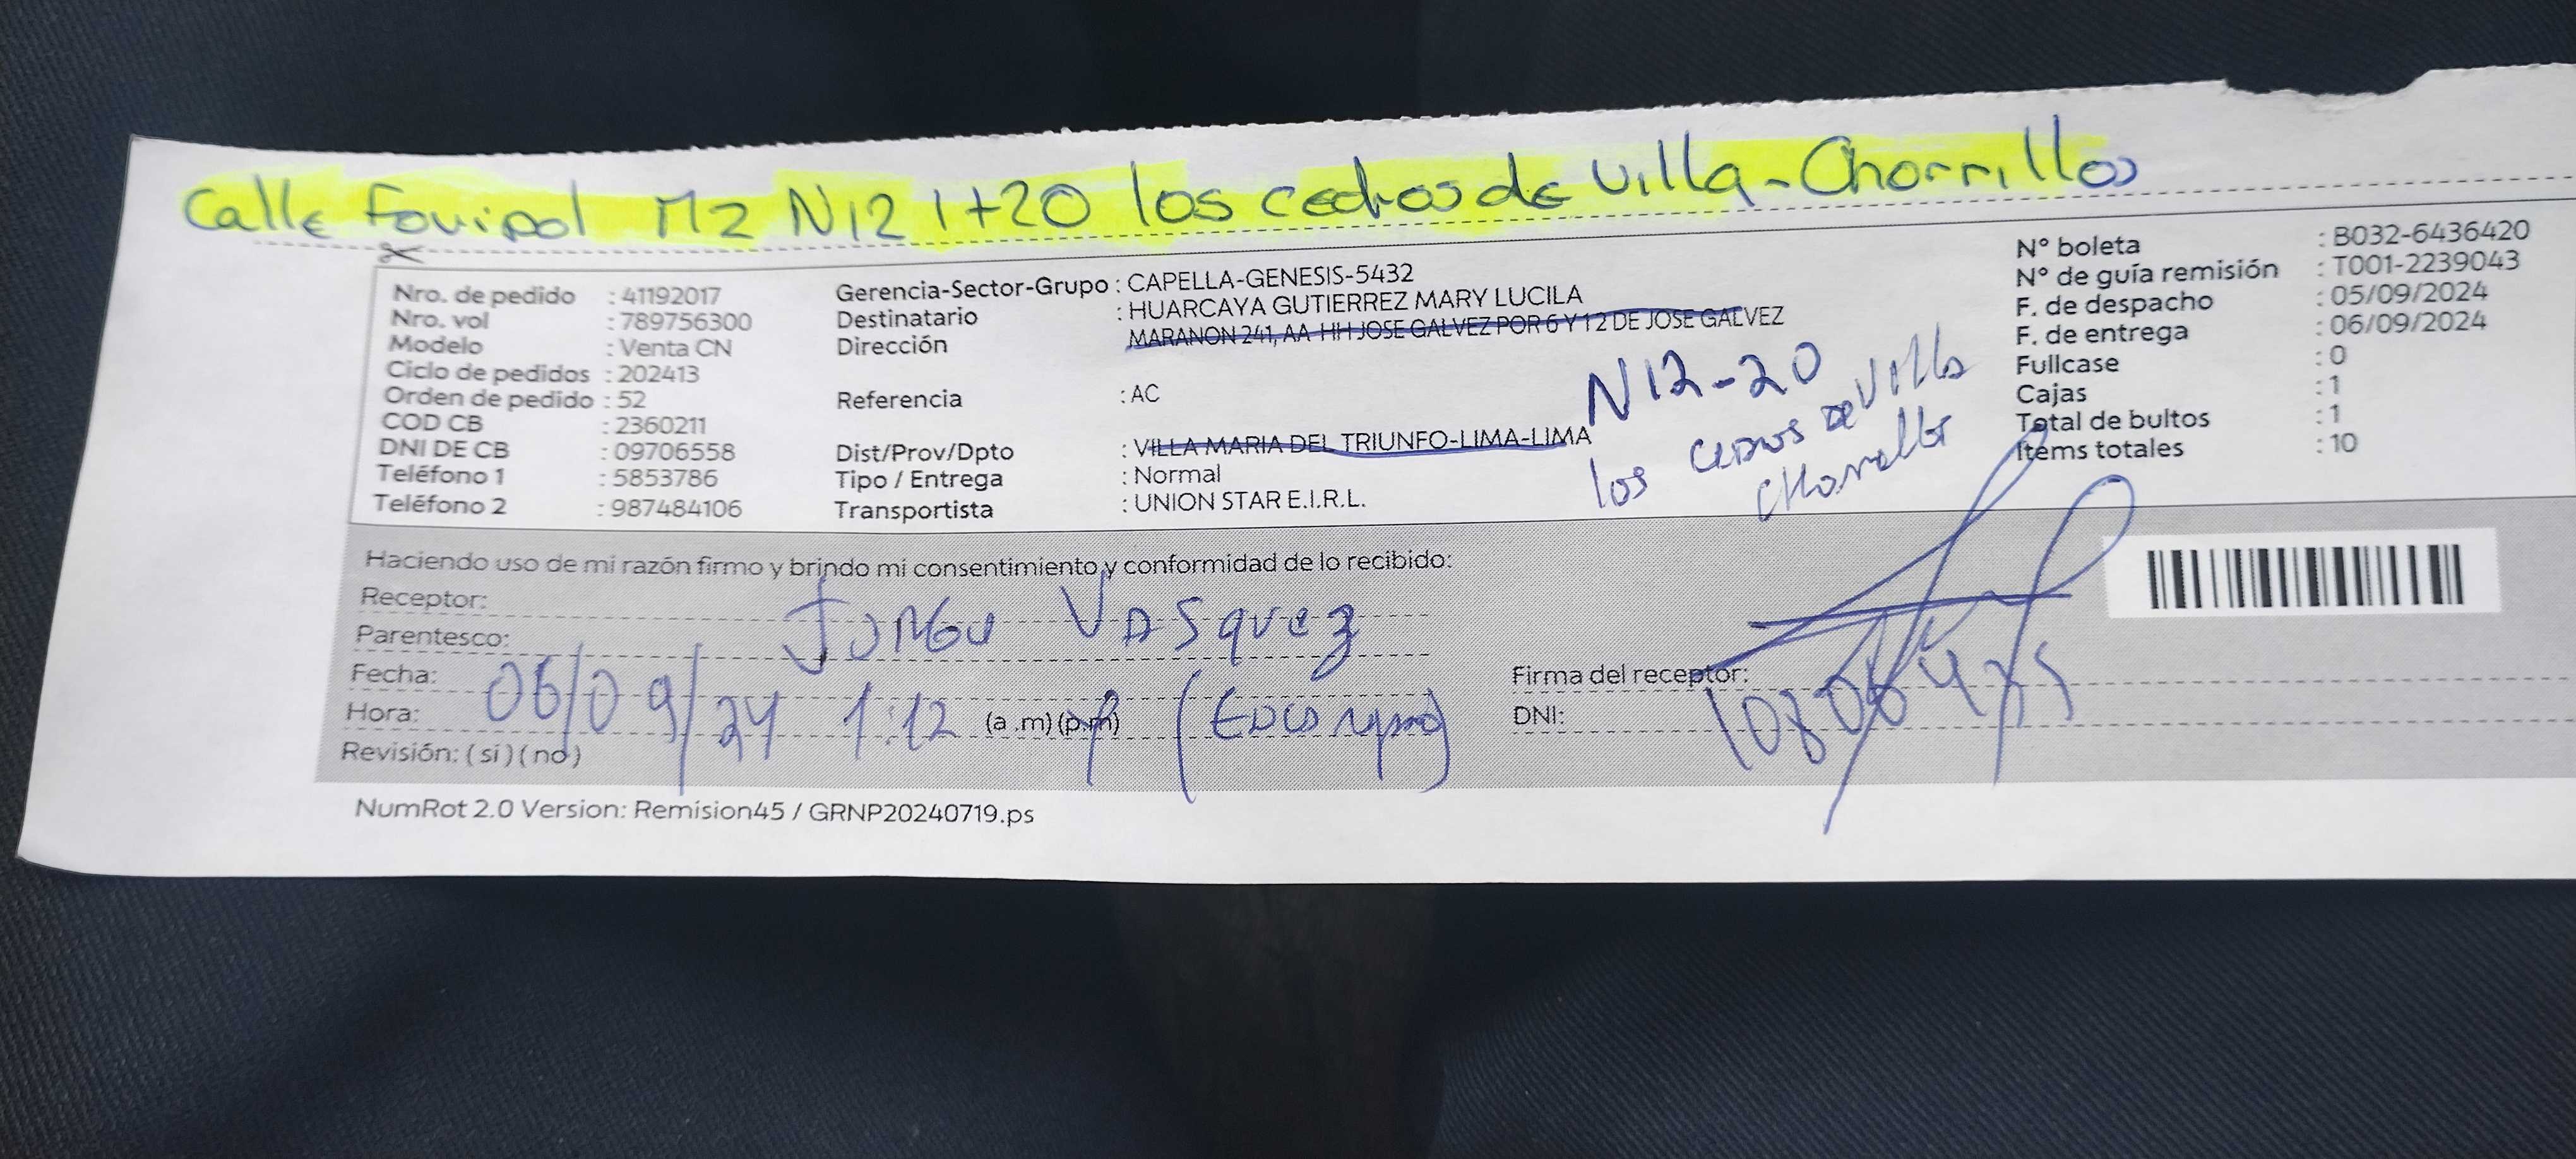 Calle Fovipol Mz N12 lt 20 los cedros de Villa - Chorrillos
Nro. de pedido : 41192017
Nro. vol : 789756300
Modelo : Venta CN
Ciclo de pedidos : 202413
Orden de pedido : 52
COD CB : 2360211
DNI DE CB : 09706558
Teléfono 1 : 5853786
Teléfono 2 : 987484106
Gerencia-Sector-Grupo : CAPELLA-GENESIS-5432
Destinatario : HUARCAYA GUTIERREZ MARY LUCILA
Dirección MARANON 241, AA-HH JOSE GALVEZ POR 6 Y 12 DE JOSE GALVEZ
Referencia : AC
Dist/Prov/Dpto : VILLA MARIA DEL TRIUNFO-LIMA-LIMA
Tipo / Entrega : Normal
Transportista : UNION STAR E.I.R.L.
N12-20
los cedros de Villa
Chorrillos
N° boleta : B032-6436420
N° de guía remisión : T001-2239043
F. de despacho : 05/09/2024
F. de entrega : 06/09/2024
Fullcase : 0
Cajas : 1
Total de bultos : 1
Items totales : 10
Haciendo uso de mi razón firmo y brindo mi consentimiento y conformidad de lo recibido:
Receptor: Jorge Vasquez
Parentesco:
Fecha: 06/09/24
Hora: 1:12 (a.m) (p.m)
Revisión: ( si ) ( no )
Firma del receptor:
DNI:
NumRot 2.0 Version: Remision45 / GRNP20240719.ps